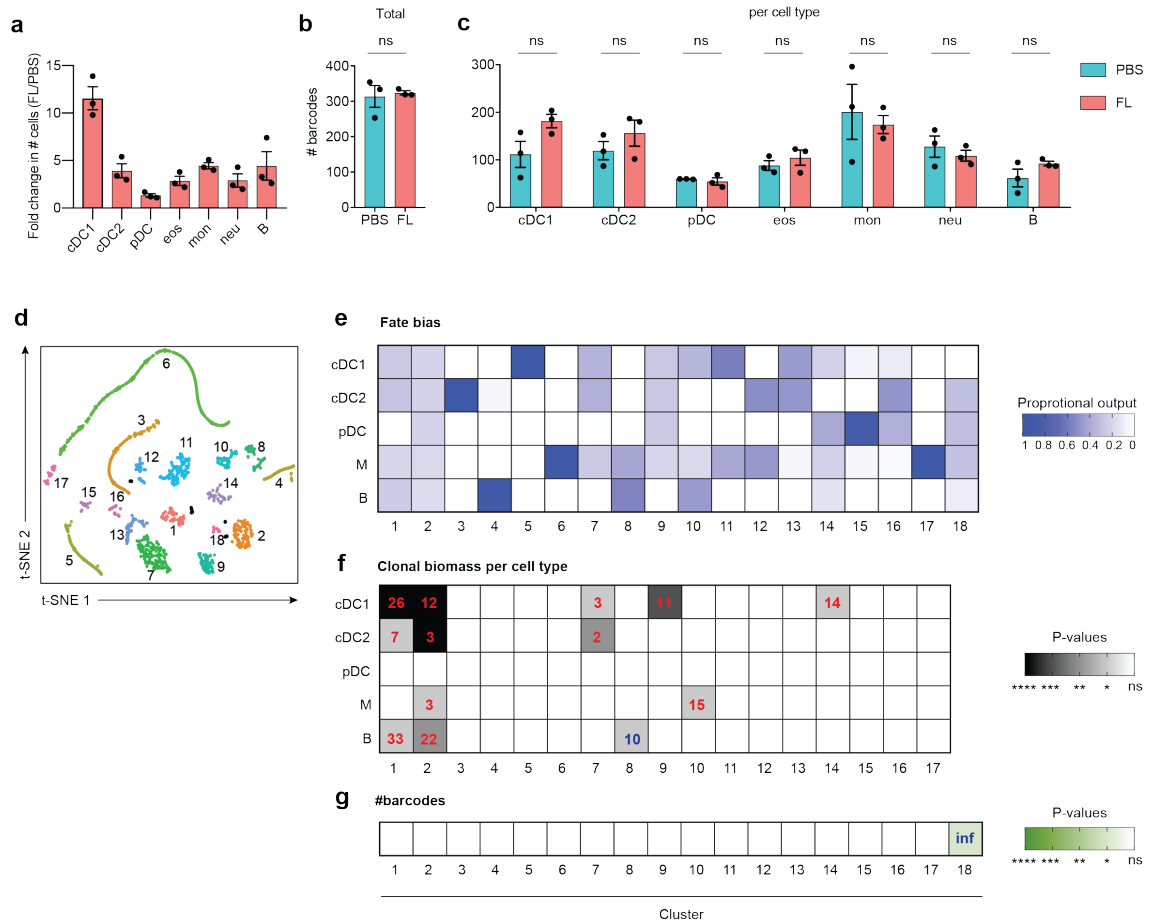 a
Fold change in # cells (FL/PBS)
15
10
5
0
cDC1
cDC2
pDC
eos
mon
neu
B
b
Total
ns
# barcodes
400
300
200
100
0
PBS
FL
c
per cell type
ns
ns
ns
ns
ns
ns
ns
300
200
100
0
cDC1
cDC2
pDC
eos
mon
neu
B
PBS
FL
d
t-SNE 2
t-SNE 1
6
3
11
10
8
12
17
4
14
15
16
1
13
18
2
5
7
9
e
Fate bias
cDC1
cDC2
pDC
M
B
1 2 3 4 5 6 7 8 9 10 11 12 13 14 15 16 17 18
Proprotional output
1 0.8 0.6 0.4 0.2 0
f
Clonal biomass per cell type
cDC1 26 12 3 11 14
cDC2 7 3 2
pDC
M 3 15
B 33 22 10
1 2 3 4 5 6 7 8 9 10 11 12 13 14 15 16 17
P-values
**** *** ** * ns
g
#barcodes
inf
1 2 3 4 5 6 7 8 9 10 11 12 13 14 15 16 17 18
Cluster
P-values
**** *** ** * ns